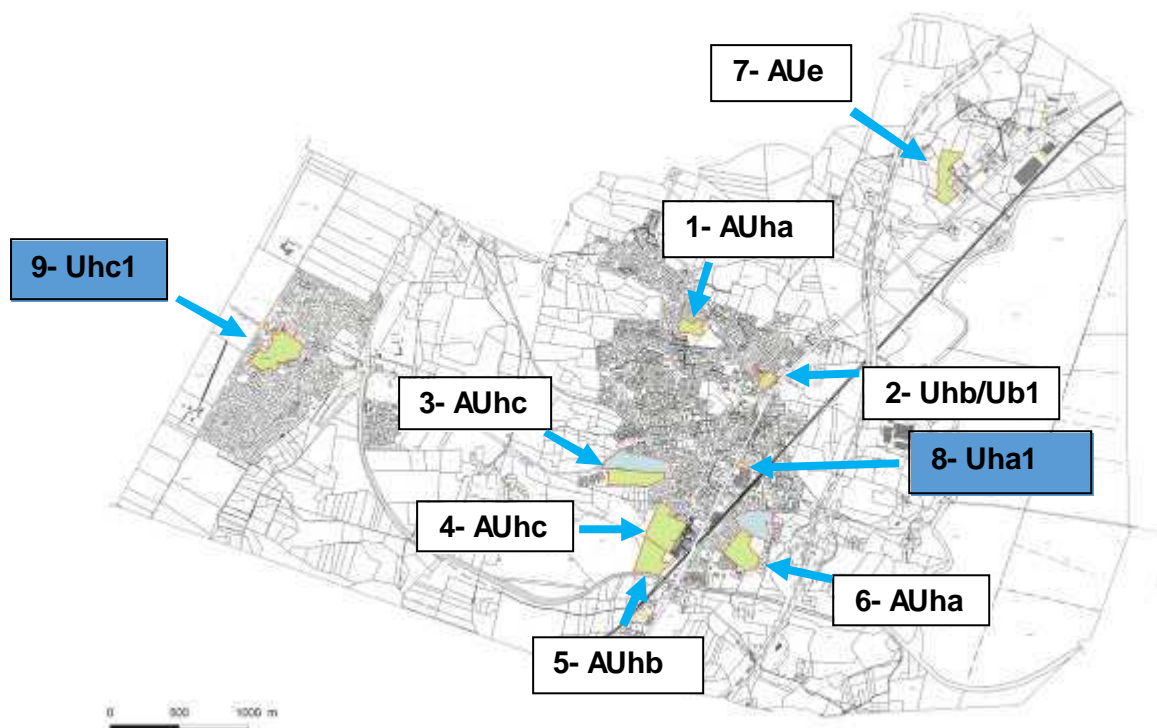 7- AUe
1- AUha
9- Uhc1
2- Uhb/Ub1
3- AUhc
8- Uha1
4- AUhc
6- AUha
5- AUhb
0 500 1000 m